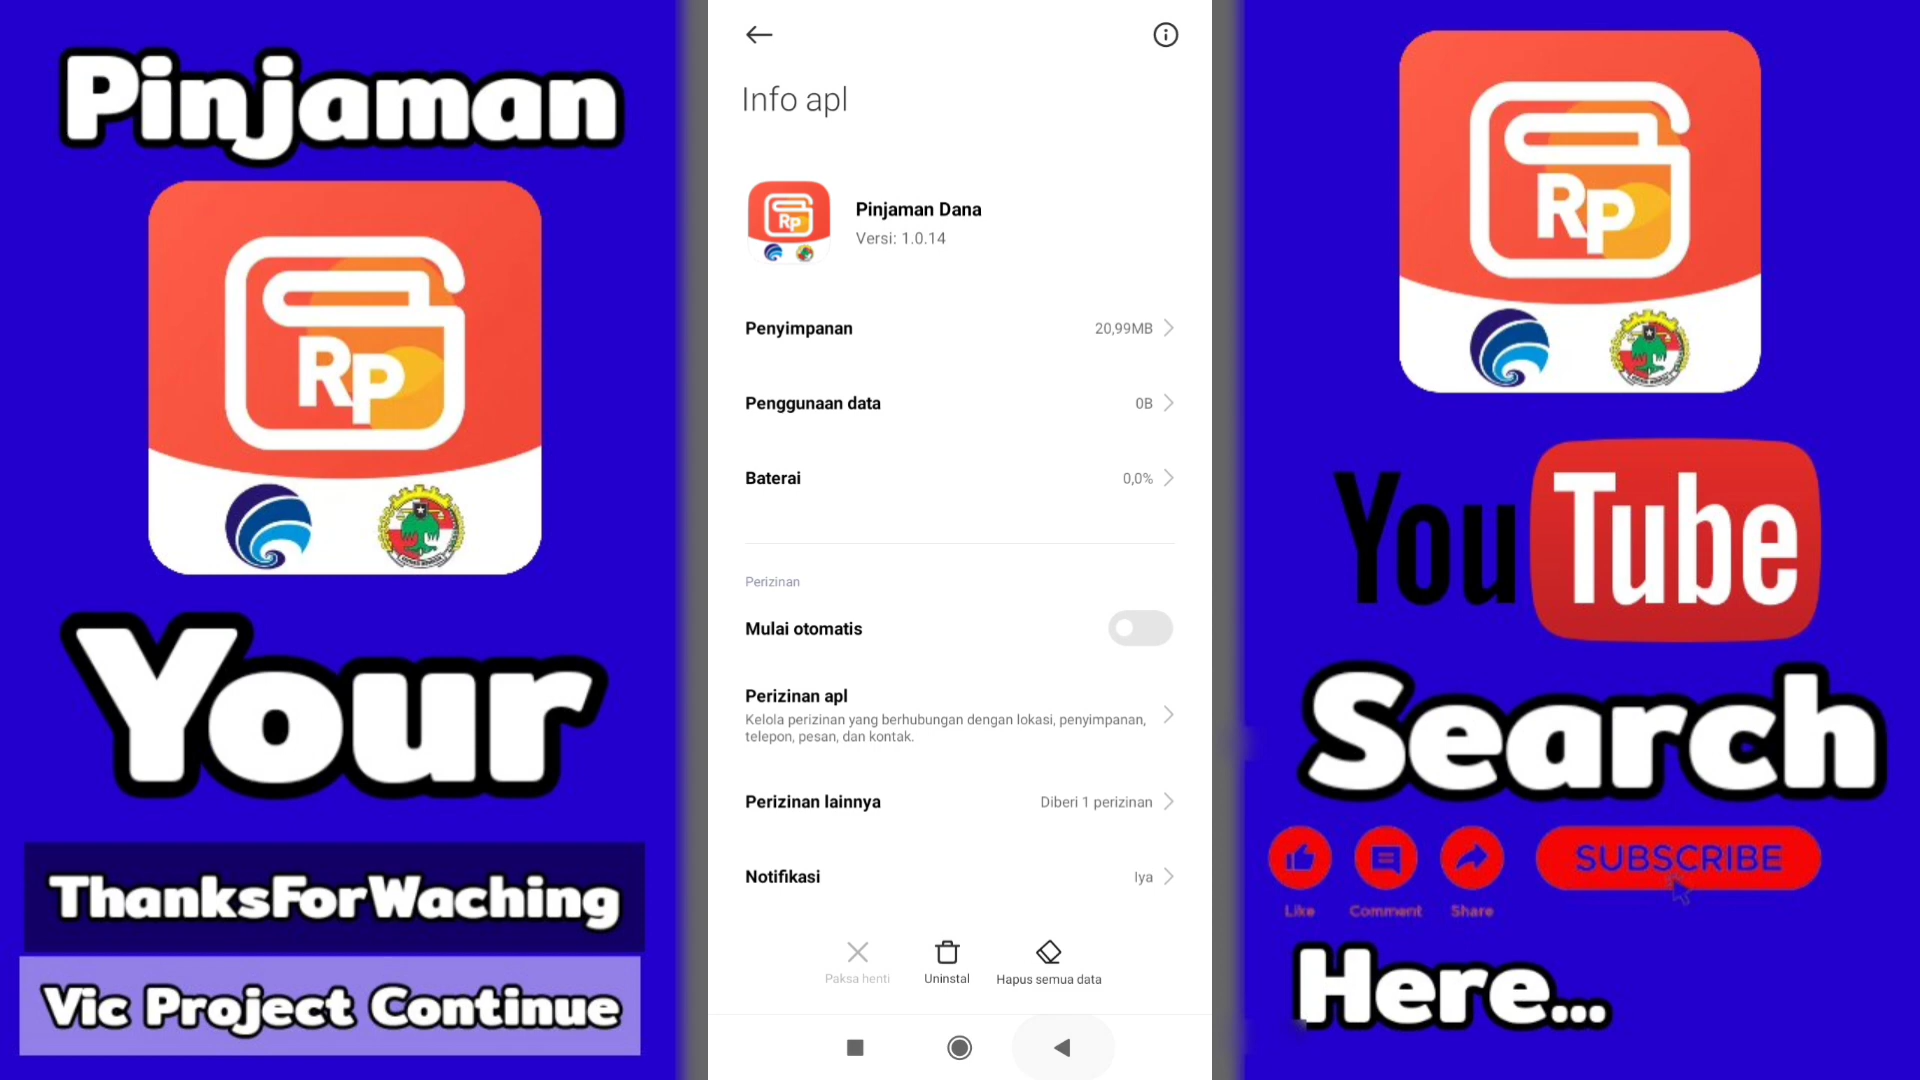 Pinjaman
Rp
Your
ThanksForWaching
Vic Project Continue
Info apl
Rp
Pinjaman Dana
Versi: 1.0.14
Penyimpanan
20,99MB
Penggunaan data
0B
Baterai
0,0%
Perizinan
Mulai otomatis
Perizinan apl
Kelola perizinan yang berhubungan dengan lokasi, penyimpanan,
telepon, pesan, dan kontak.
Perizinan lainnya
Diberi 1 perizinan
Notifikasi
Iya
Paksa henti
Uninstal
Hapus semua data
Rp
YouTube
Search
SUBSCRIBE
Like
Comment
Share
Here...